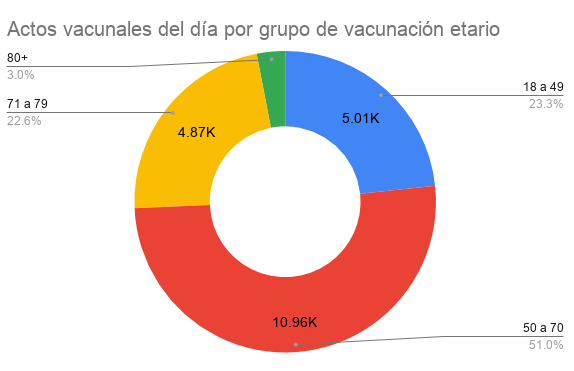 Actos vacunales del día por grupo de vacunación etario
80+
3.0%
71 a 79
22.6%
18 a 49
23.3%
5.01K
4.87K
10.96K
50 a 70
51.0%